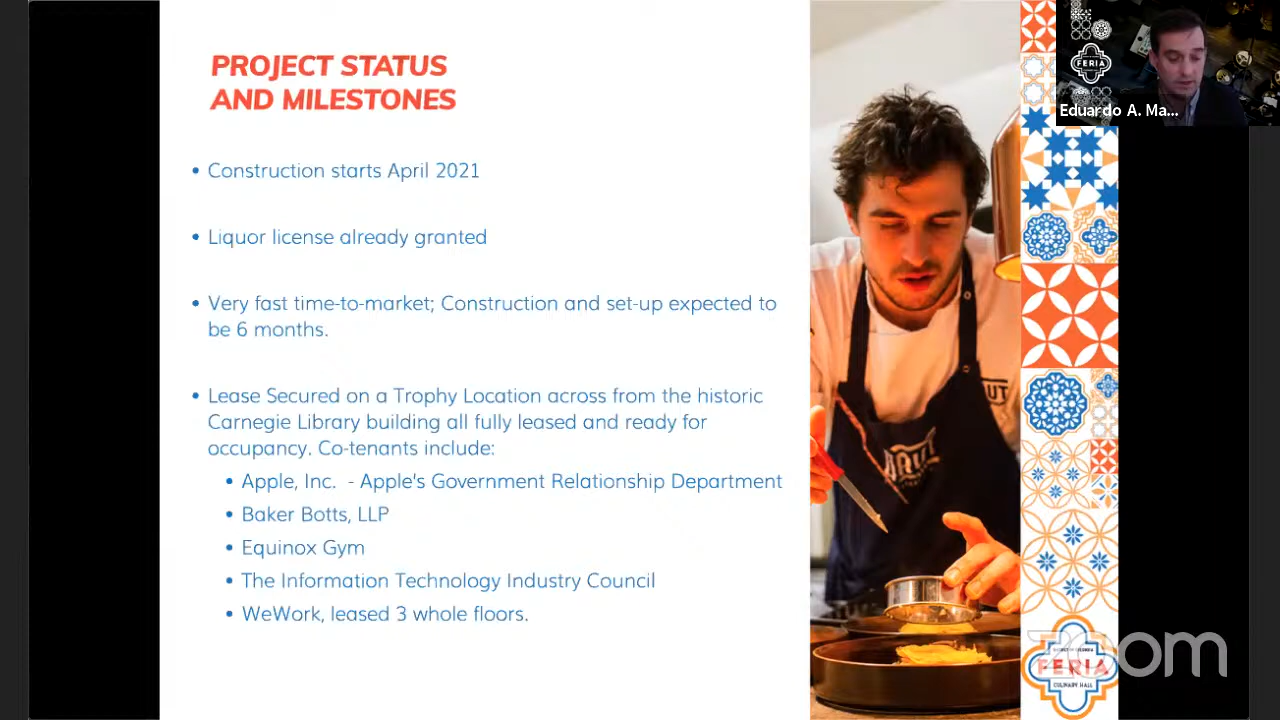 PROJECT STATUS
AND MILESTONES
• Construction starts April 2021
• Liquor license already granted
• Very fast time-to-market; Construction and set-up expected to
be 6 months.
• Lease Secured on a Trophy Location across from the historic
Carnegie Library building all fully leased and ready for
occupancy. Co-tenants include:
• Apple, Inc. - Apple's Government Relationship Department
• Baker Botts, LLP
• Equinox Gym
• The Information Technology Industry Council
• WeWork, leased 3 whole floors.
FERIA
Eduardo A. Ma...
FERIA
CULINARY HALL
zoom